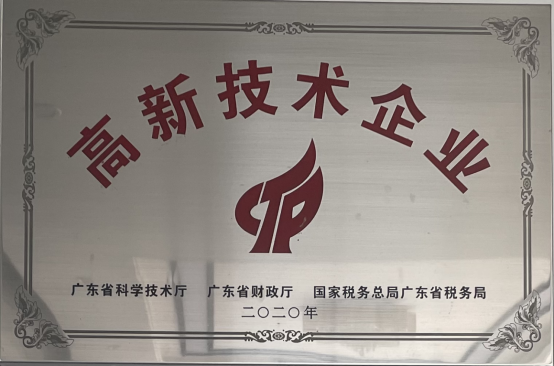 高新技术企业
广东省科学技术厅 广东省财政厅 国家税务总局广东省税务局
二〇二〇年